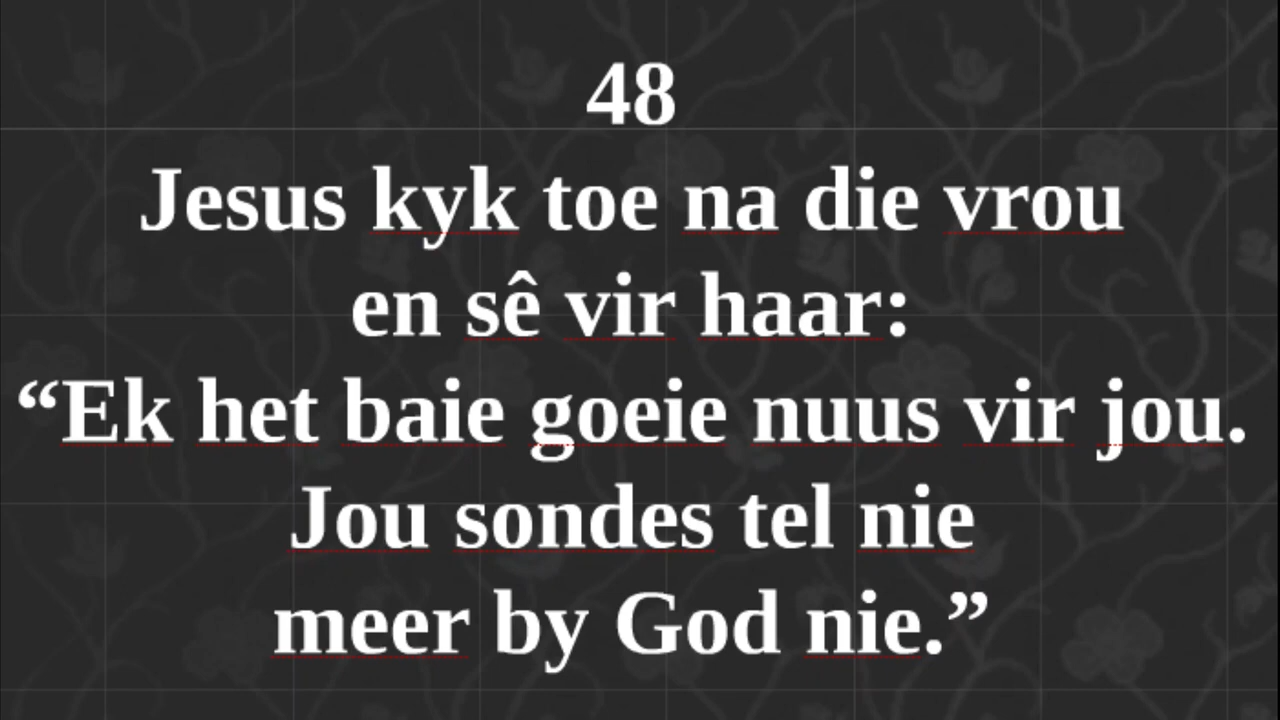 48
Jesus kyk toe na die vrou
en sê vir haar:
“Ek het baie goeie nuus vir jou.
Jou sondes tel nie
meer by God nie.”